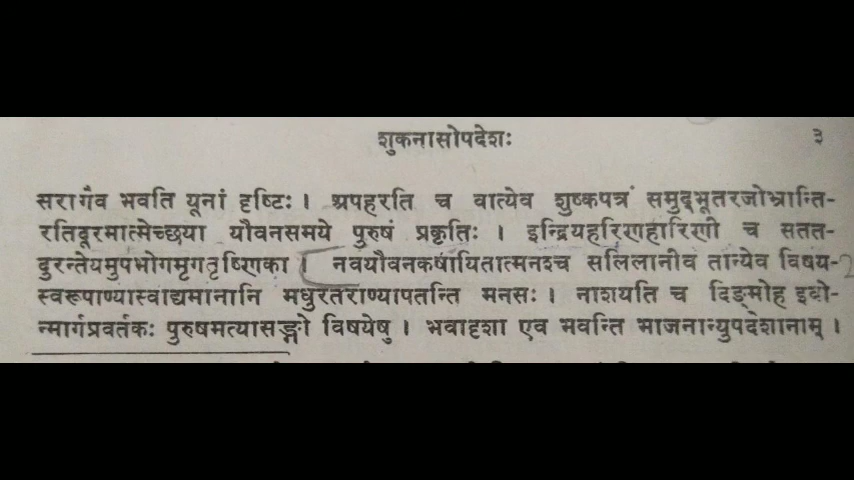 शुकनासोपदेशः ३
सरागैव भवति यूनां दृष्टिः । अपहरति च वात्येव शुष्कपत्रं समुद्भूतरजोभ्रान्ति-
रतिदूरमात्मेच्छया यौवनसमये पुरुषं प्रकृतिः । इन्द्रियहरिणहारिणी च सतत-
दुरन्तेयमुपभोगमृगतृष्णिका । नवयौवनकषायितात्मनश्च सलिलानीव तान्येव विषय-
स्वरूपाण्यास्वाद्यमानानि मधुरतराण्यापतन्ति मनसः । नाशयति च दिङ्मोह इवो-
न्मार्गप्रवर्तकः पुरुषमत्यासङ्गो विषयेषु । भवादृशा एव भवन्ति भाजनान्युपदेशानाम् ।